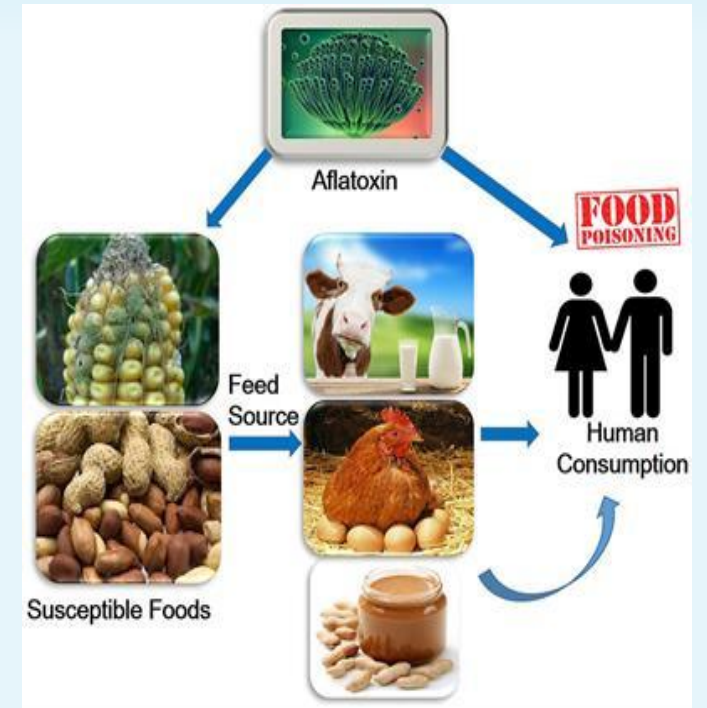 Aflatoxin
FOOD
POISONING
Feed
Source
Human
Consumption
Susceptible Foods